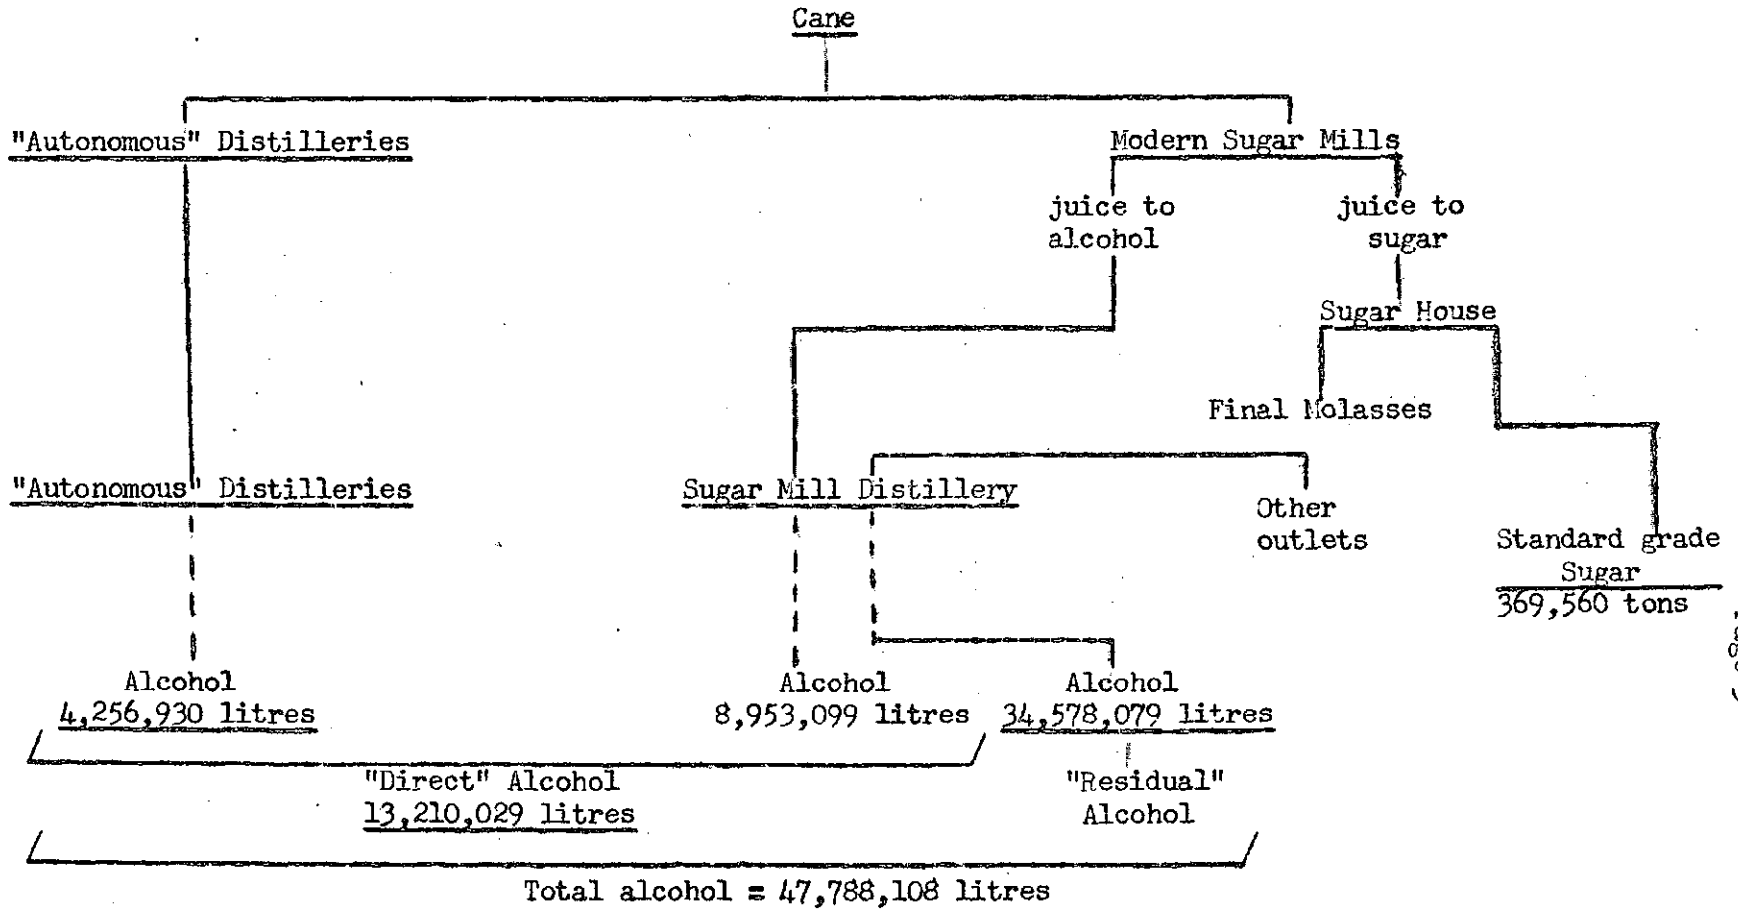 Cane
"Autonomous" Distilleries
Modern Sugar Mills
juice to
alcohol
juice to
sugar
Sugar House
Final Molasses
"Autonomous" Distilleries
Sugar Mill Distillery
Other
outlets
Standard grade
Sugar
369,560 tons
Alcohol
4,256,930 litres
Alcohol
8,953,099 litres
Alcohol
34,578,079 litres
"Direct" Alcohol
13,210,029 litres
"Residual"
Alcohol
Total alcohol = 47,788,108 litres